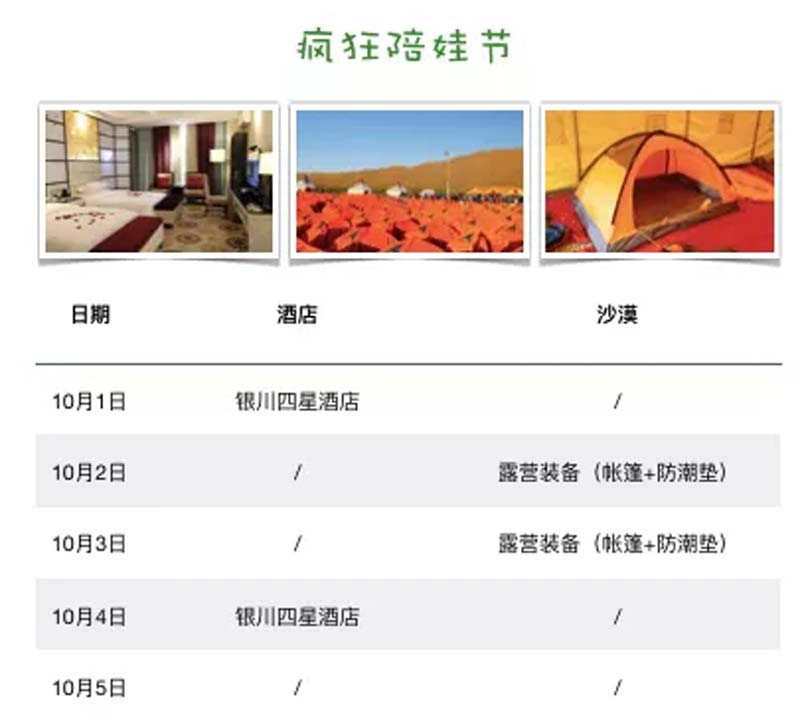 疯狂陪娃节
日期 酒店 沙漠
10月1日 银川四星酒店 /
10月2日 / 露营装备（帐篷+防潮垫）
10月3日 / 露营装备（帐篷+防潮垫）
10月4日 银川四星酒店 /
10月5日 / /